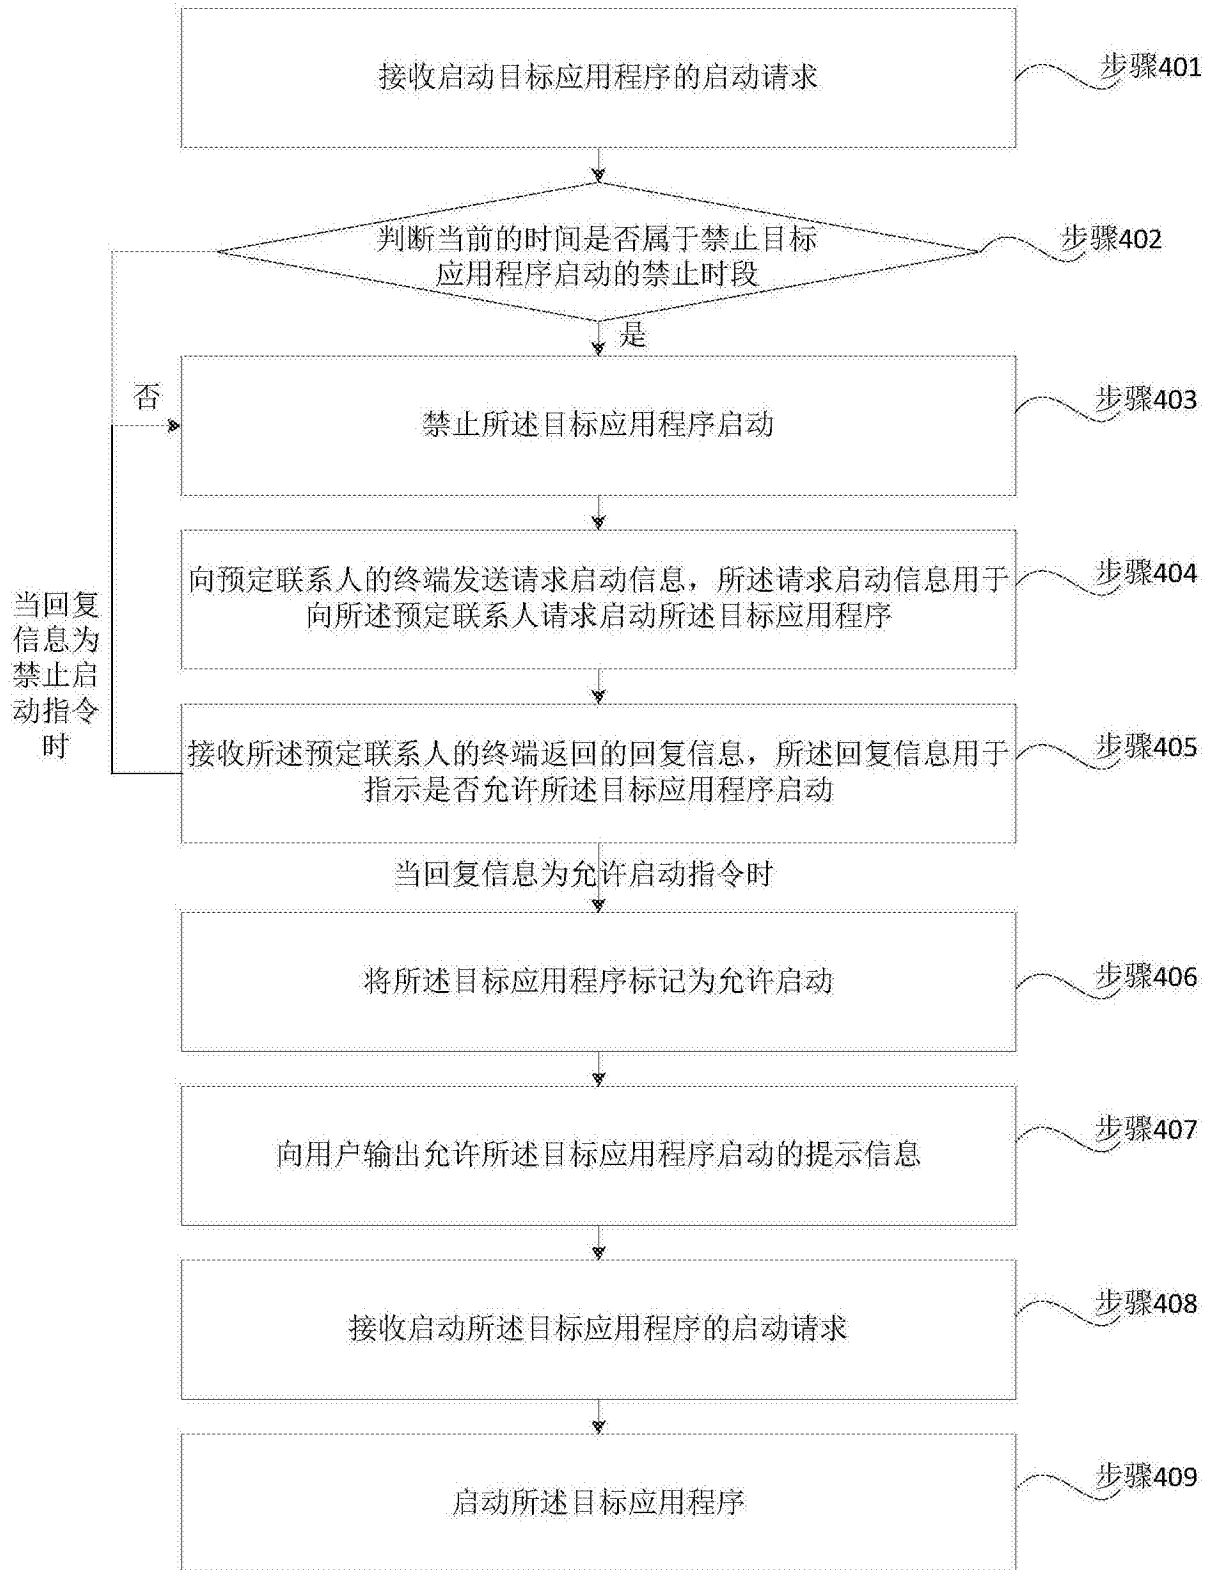 接收启动目标应用程序的启动请求
步骤401
判断当前的时间是否属于禁止目标
应用程序启动的禁止时段
步骤402
是
否
禁止所述目标应用程序启动
步骤403
向预定联系人的终端发送请求启动信息，所述请求启动信息用于
向所述预定联系人请求启动所述目标应用程序
步骤404
当回复
信息为
禁止启
动指令
时
接收所述预定联系人的终端返回的回复信息，所述回复信息用于
指示是否允许所述目标应用程序启动
步骤405
当回复信息为允许启动指令时
将所述目标应用程序标记为允许启动
步骤406
向用户输出允许所述目标应用程序启动的提示信息
步骤407
接收启动所述目标应用程序的启动请求
步骤408
启动所述目标应用程序
步骤409